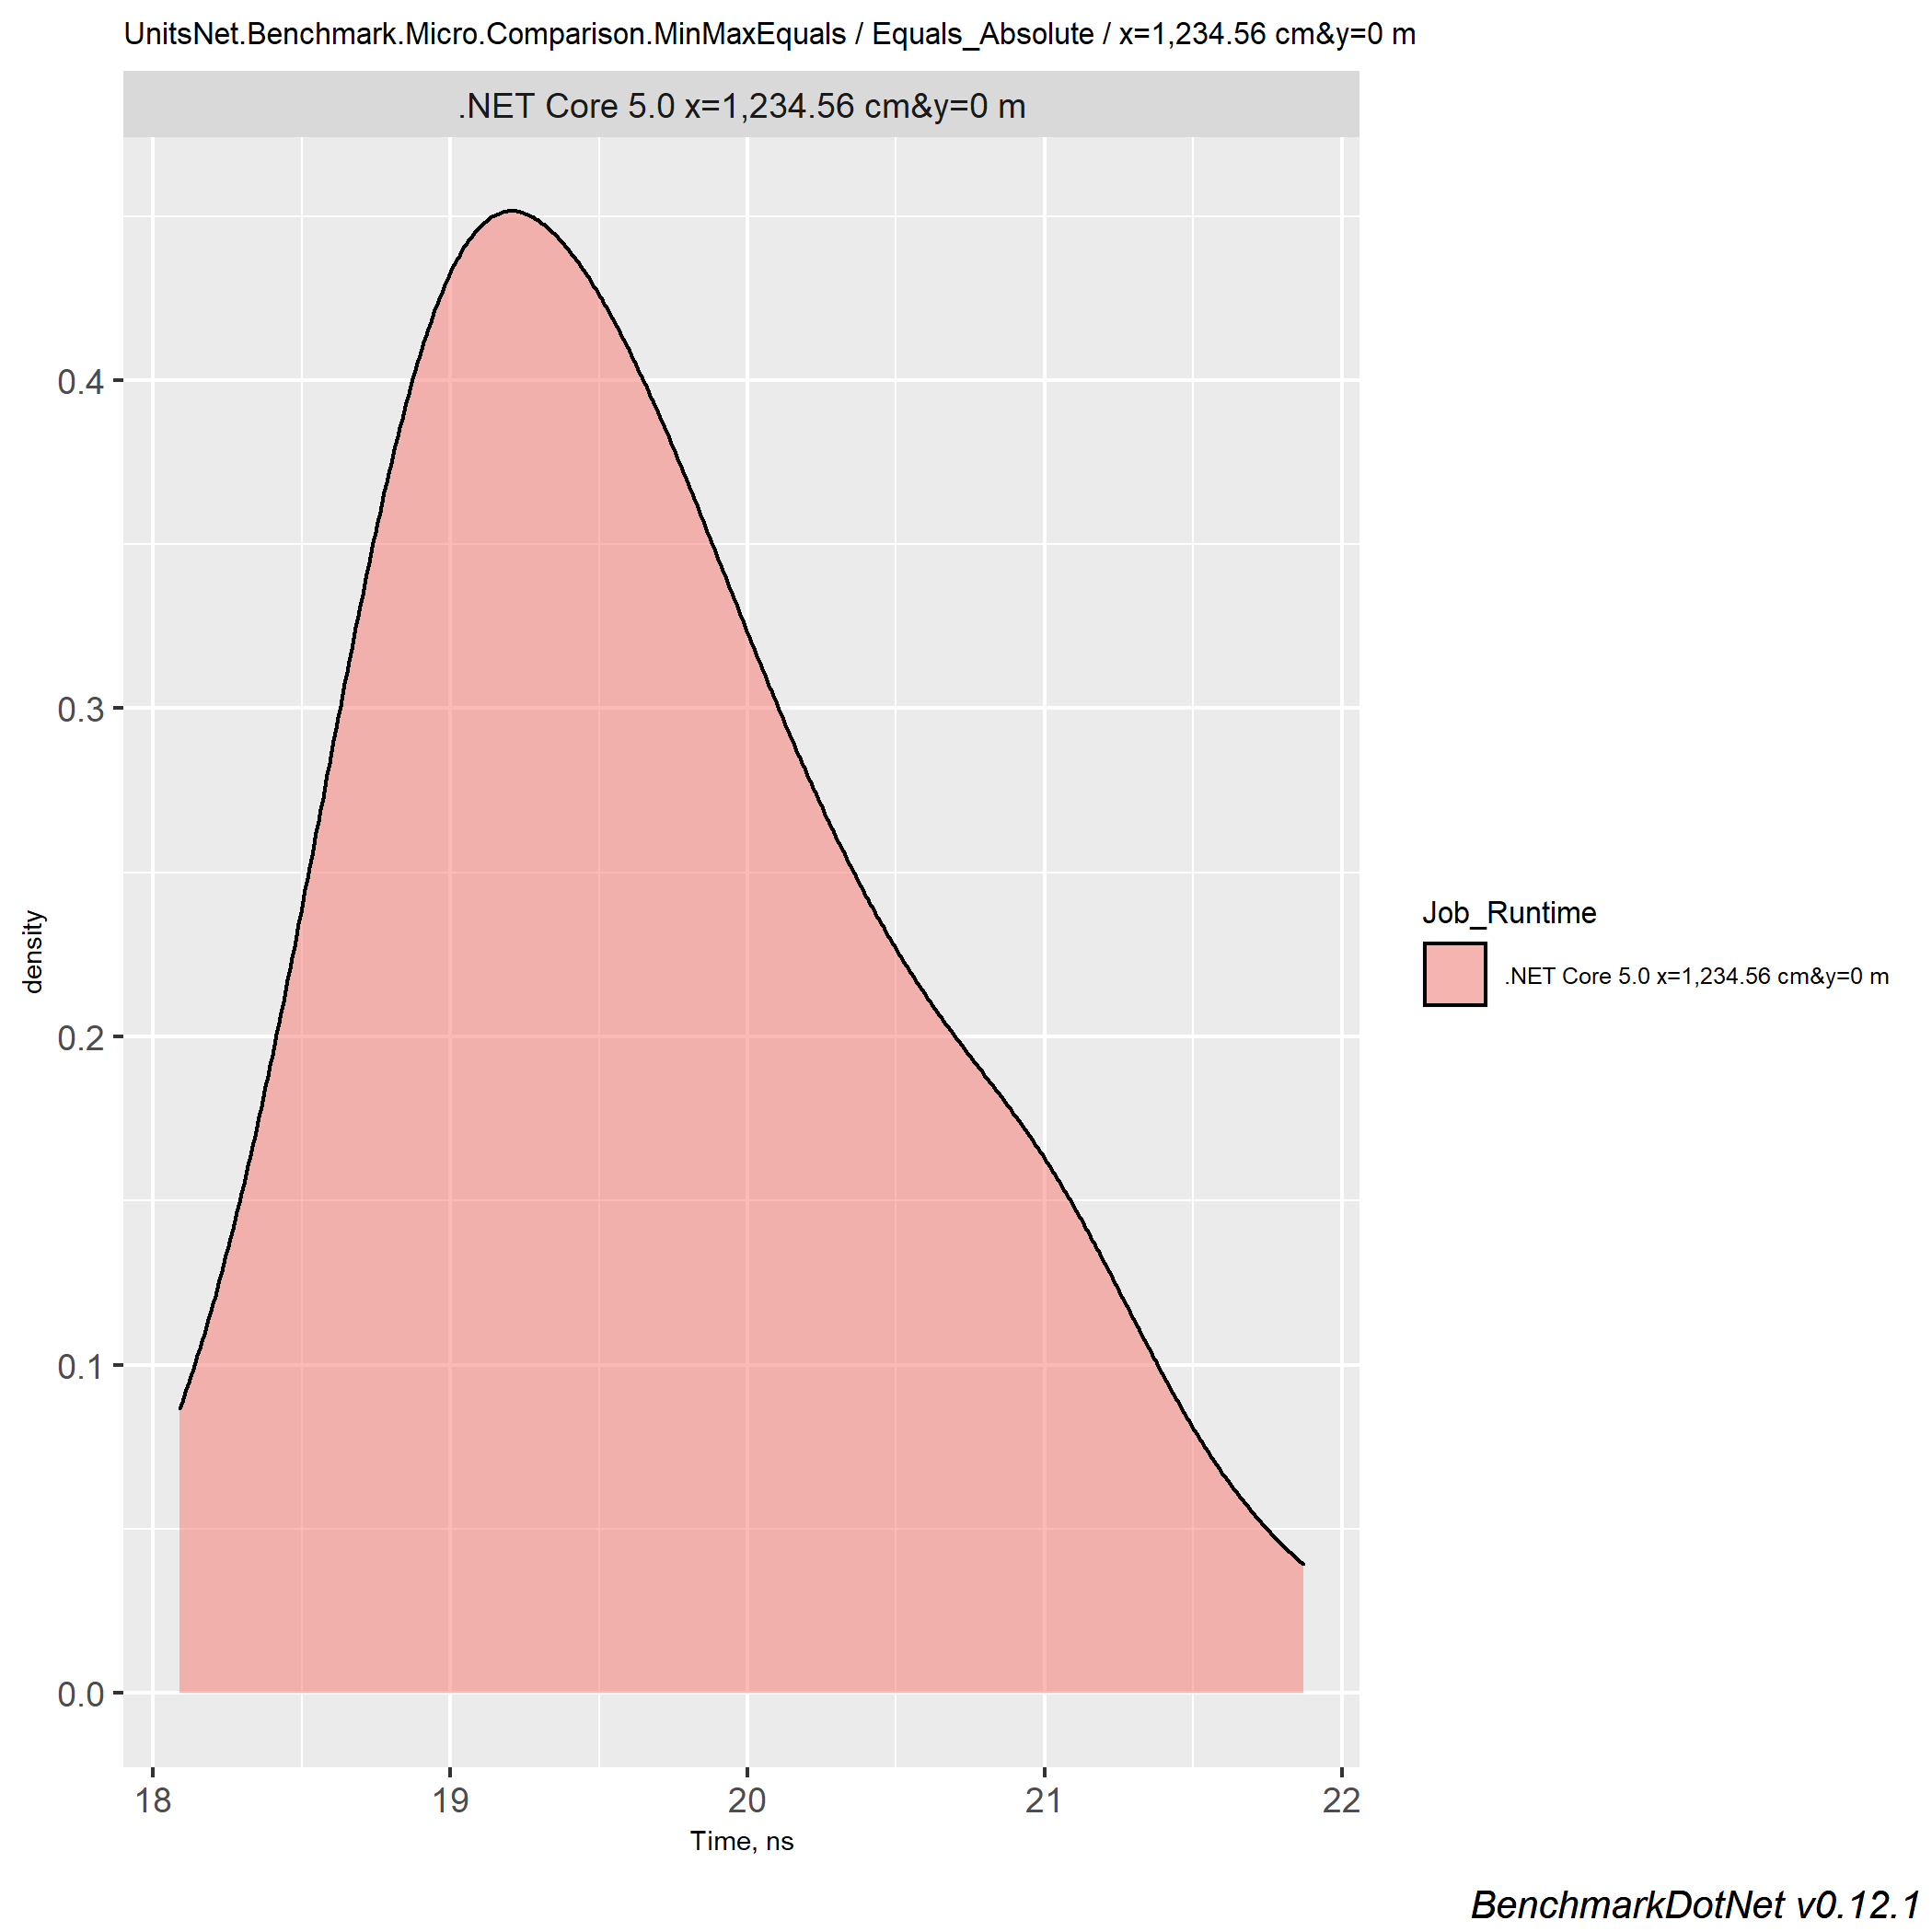 UnitsNet.Benchmark.Micro.Comparison.MinMaxEquals / Equals_Absolute / x=1,234.56 cm&y=0 m
.NET Core 5.0 x=1,234.56 cm&y=0 m
0.4
0.3
0.2
0.1
0.0
density
18 19 20 21 22
Time, ns
Job_Runtime
.NET Core 5.0 x=1,234.56 cm&y=0 m
BenchmarkDotNet v0.12.1